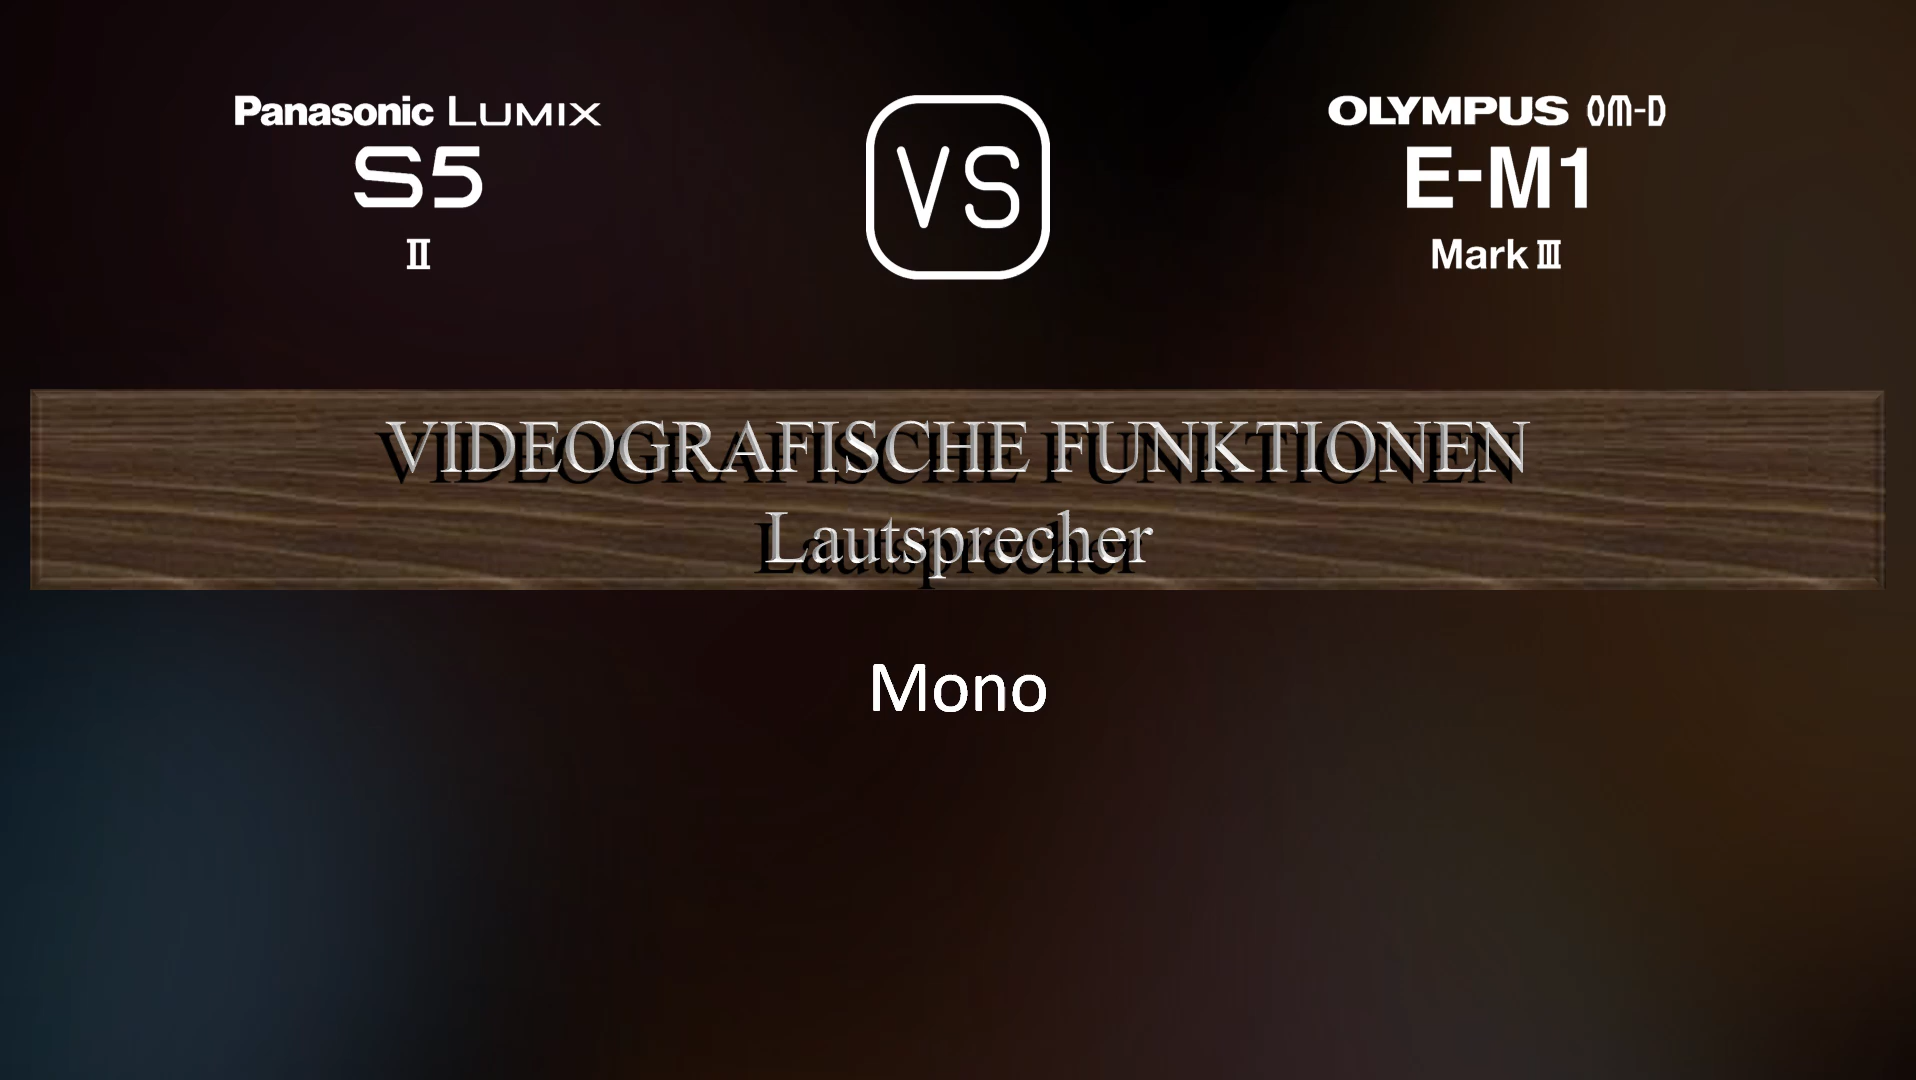 Panasonic LUMIX
S5
II
VS
OLYMPUS OM-D
E-M1
Mark III
VIDEOGRAFISCHE FUNKTIONEN
Lautsprecher
Mono